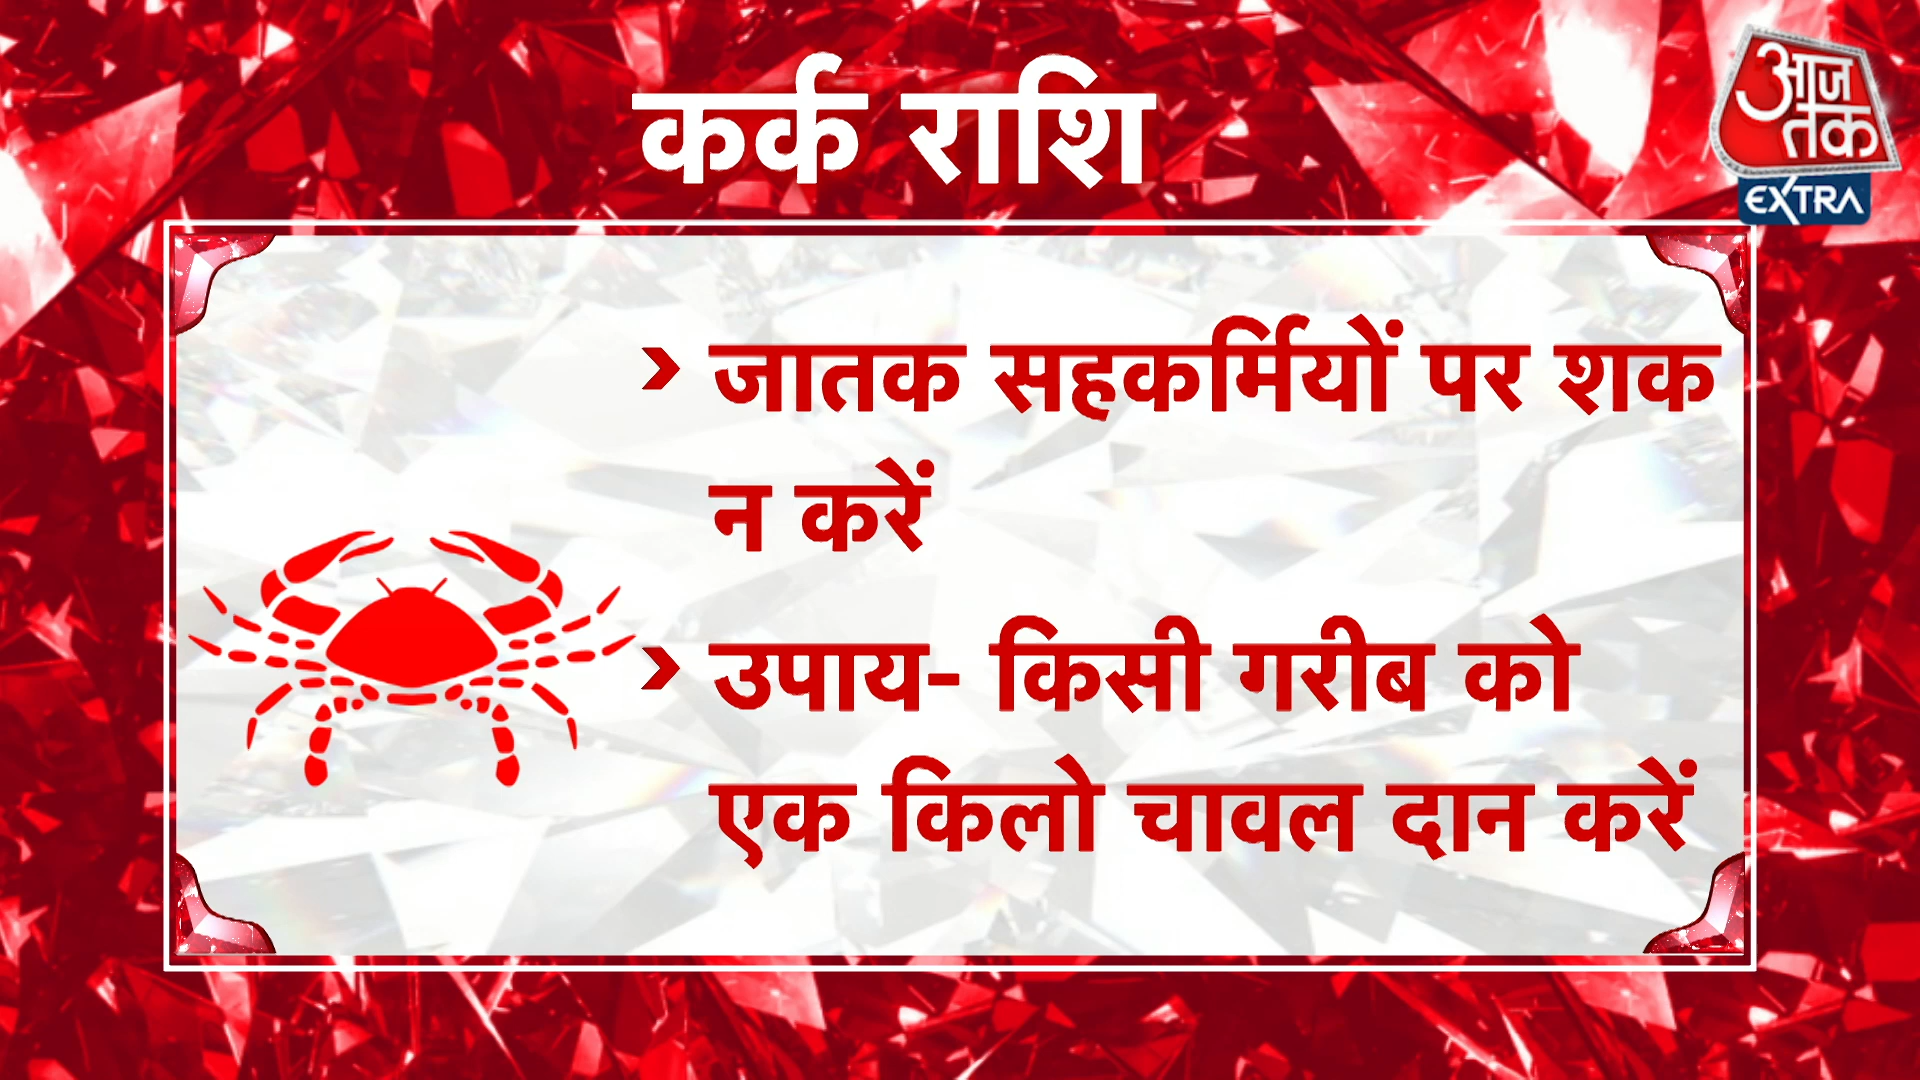 कर्क राशि
आज
तक
EXTRA
जातक सहकर्मियों पर शक
न करें
उपाय- किसी गरीब को
एक किलो चावल दान करें